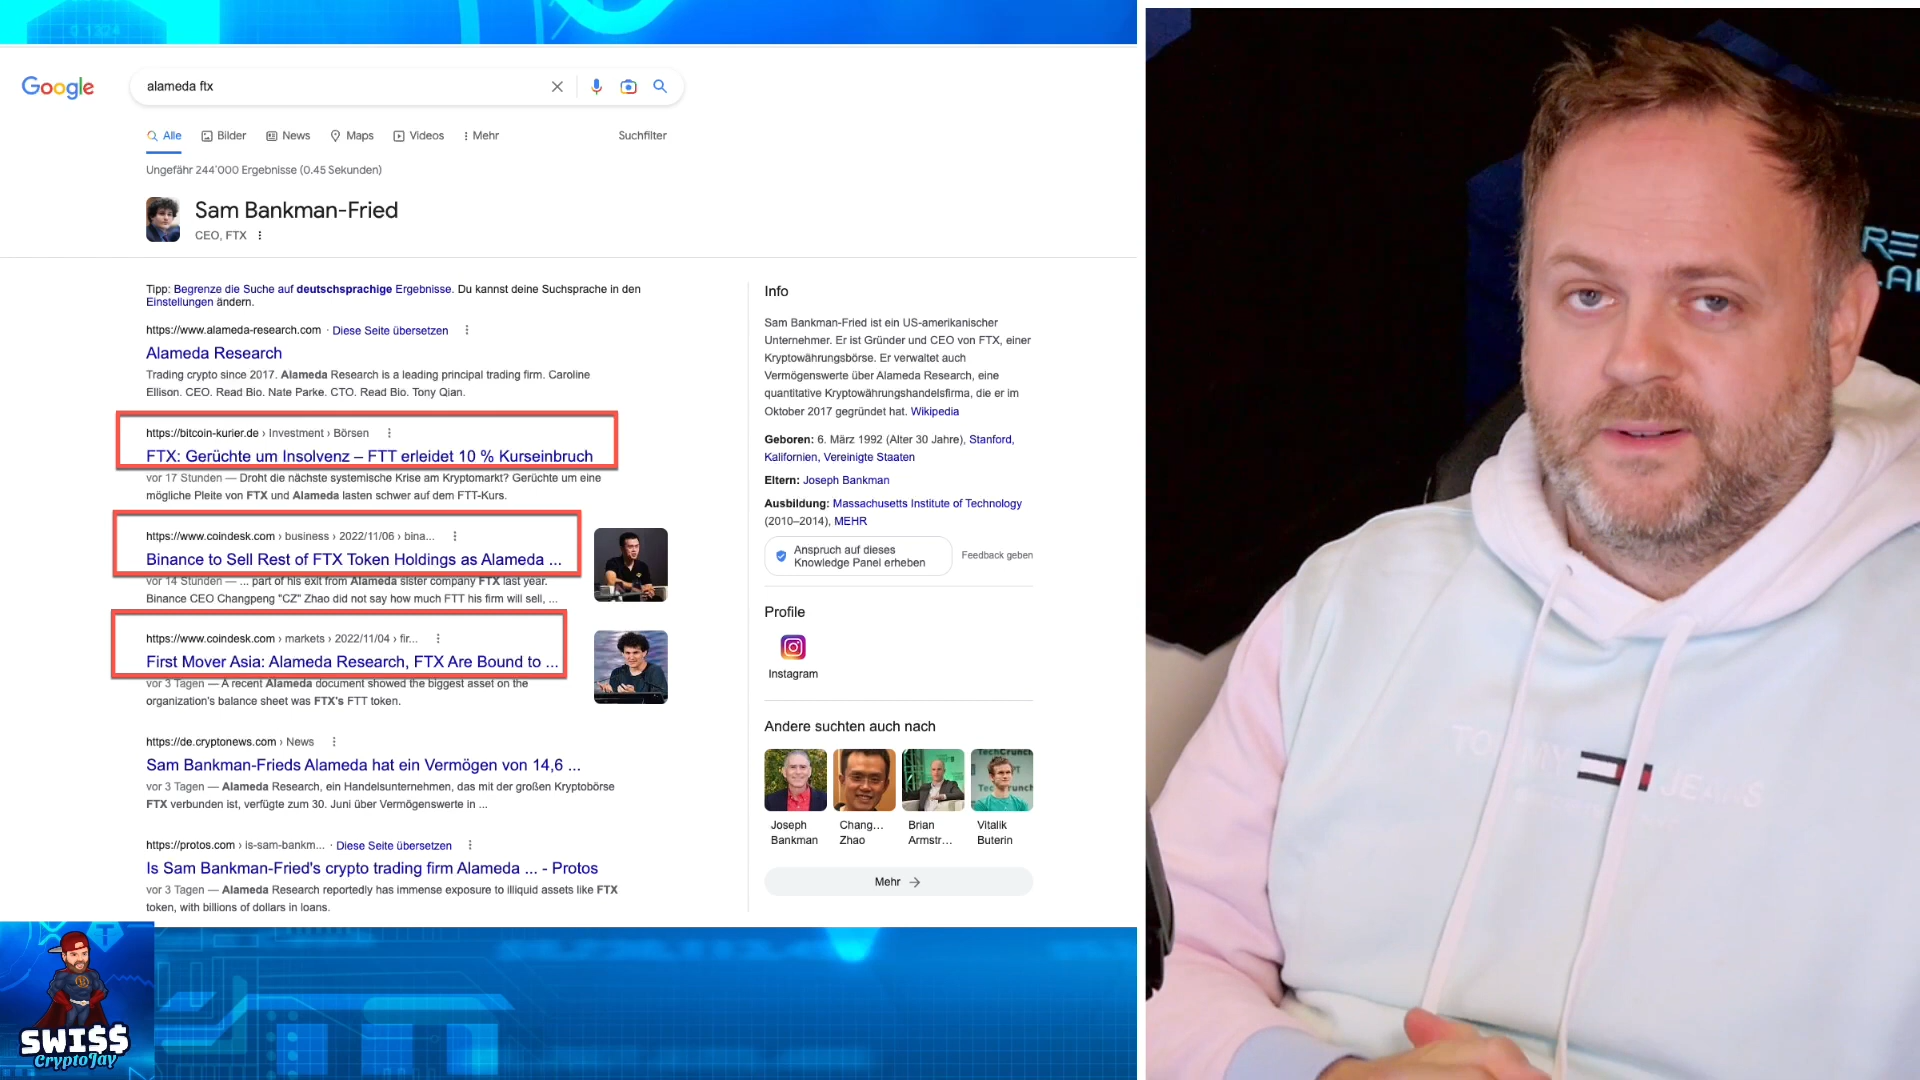 0.1324
Google
alameda ftx
Alle
Bilder
News
Maps
Videos
Mehr
Suchfilter
Ungefähr 244'000 Ergebnisse (0.45 Sekunden)
Sam Bankman-Fried
CEO, FTX
Tipp: Begrenze die Suche auf deutschsprachige Ergebnisse. Du kannst deine Suchsprache in den
Einstellungen ändern.
https://www.alameda-research.com · Diese Seite übersetzen
Alameda Research
Trading crypto since 2017. Alameda Research is a leading principal trading firm. Caroline
Ellison. CEO. Read Bio. Nate Parke. CTO. Read Bio. Tony Qian.
https://bitcoin-kurier.de › Investment › Börsen
FTX: Gerüchte um Insolvenz – FTT erleidet 10 % Kurseinbruch
vor 17 Stunden — Droht die nächste systemische Krise am Kryptomarkt? Gerüchte um eine
mögliche Pleite von FTX und Alameda lasten schwer auf dem FTT-Kurs.
https://www.coindesk.com › business › 2022/11/06 › bina...
Binance to Sell Rest of FTX Token Holdings as Alameda ...
vor 14 Stunden — ... part of his exit from Alameda sister company FTX last year.
Binance CEO Changpeng "CZ" Zhao did not say how much FTT his firm will sell, ...
https://www.coindesk.com › markets › 2022/11/04 › fir...
First Mover Asia: Alameda Research, FTX Are Bound to ...
vor 3 Tagen — A recent Alameda document showed the biggest asset on the
organization's balance sheet was FTX's FTT token.
https://de.cryptonews.com › News
Sam Bankman-Frieds Alameda hat ein Vermögen von 14,6 ...
vor 3 Tagen — Alameda Research, ein Handelsunternehmen, das mit der großen Kryptobörse
FTX verbunden ist, verfügte zum 30. Juni über Vermögenswerte in ...
https://protos.com › is-sam-bankm... · Diese Seite übersetzen
Is Sam Bankman-Fried's crypto trading firm Alameda ... - Protos
vor 3 Tagen — Alameda Research reportedly has immense exposure to illiquid assets like FTX
token, with billions of dollars in loans.
Info
Sam Bankman-Fried ist ein US-amerikanischer
Unternehmer. Er ist Gründer und CEO von FTX, einer
Kryptowährungsbörse. Er verwaltet auch
Vermögenswerte über Alameda Research, eine
quantitative Kryptowährungshandelsfirma, die er im
Oktober 2017 gegründet hat. Wikipedia
Geboren: 6. März 1992 (Alter 30 Jahre), Stanford,
Kalifornien, Vereinigte Staaten
Eltern: Joseph Bankman
Ausbildung: Massachusetts Institute of Technology
(2010–2014), MEHR
Anspruch auf dieses
Knowledge Panel erheben
Feedback geben
Profile
Instagram
Andere suchten auch nach
TechCrunch
Joseph
Bankman
Chang...
Zhao
Brian
Armstr...
Vitalik
Buterin
Mehr →
SWI$$
CryptoJay
TOMMY JEANS